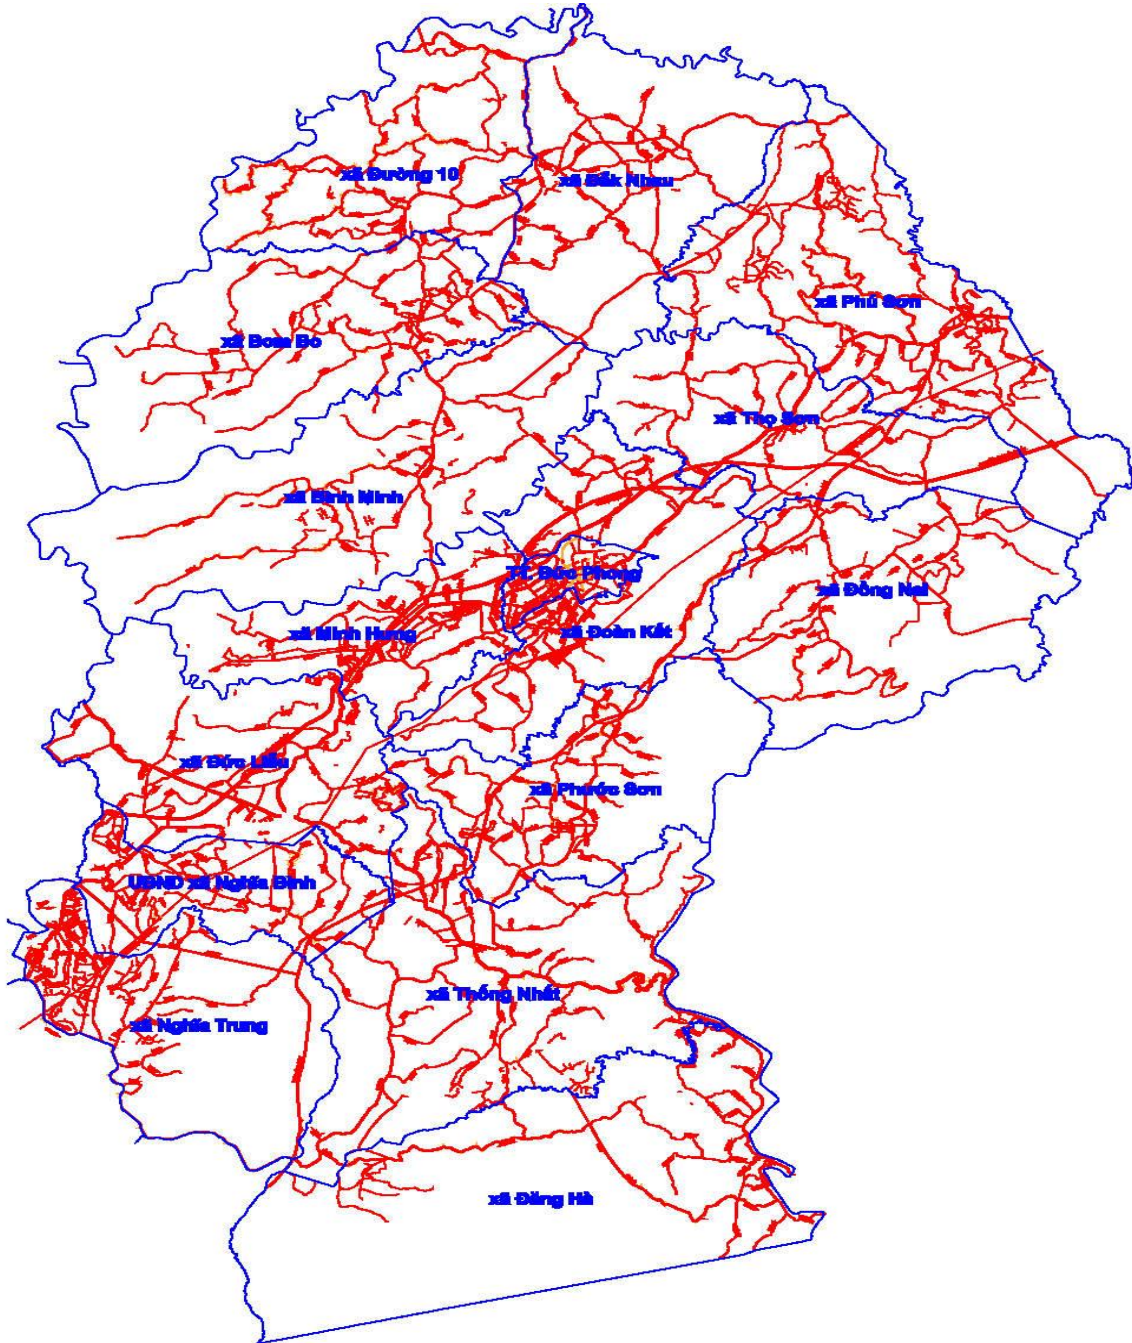 xã Đường 10
xã Đắk Nhau
xã Phú Sơn
xã Bom Bo
xã Thọ Sơn
xã Bình Minh
TT. Đức Phong
xã Đồng Nai
xã Minh Hưng
xã Đoàn Kết
xã Đức Liễu
xã Phước Sơn
UBND xã Nghĩa Bình
xã Thống Nhất
xã Nghĩa Trung
xã Đăng Hà